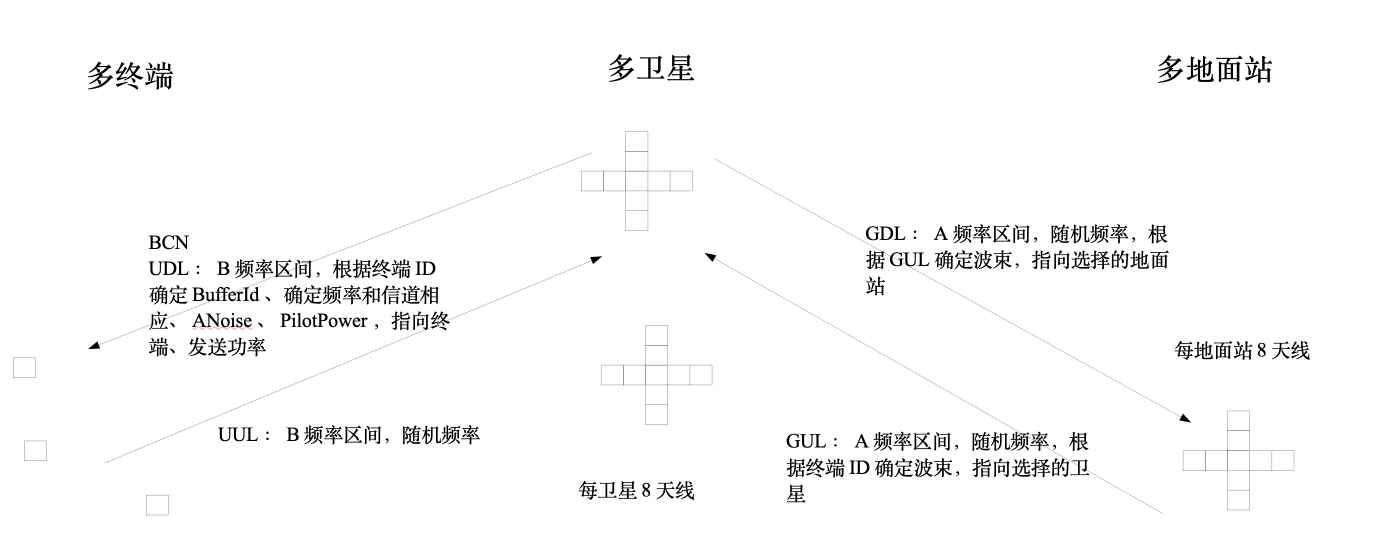 多终端
多卫星
多地面站
BCN
UDL： B 频率区间，根据终端 ID
确定 BufferId 、确定频率和信道相
应、 ANoise 、 PilotPower ，指向终
端、发送功率
GDL： A 频率区间，随机频率，根
据 GUL 确定波束，指向选择的地面
站
每地面站 8 天线
UUL： B 频率区间，随机频率
GUL： A 频率区间，随机频率，根
据终端 ID 确定波束，指向选择的卫
星
每卫星 8 天线